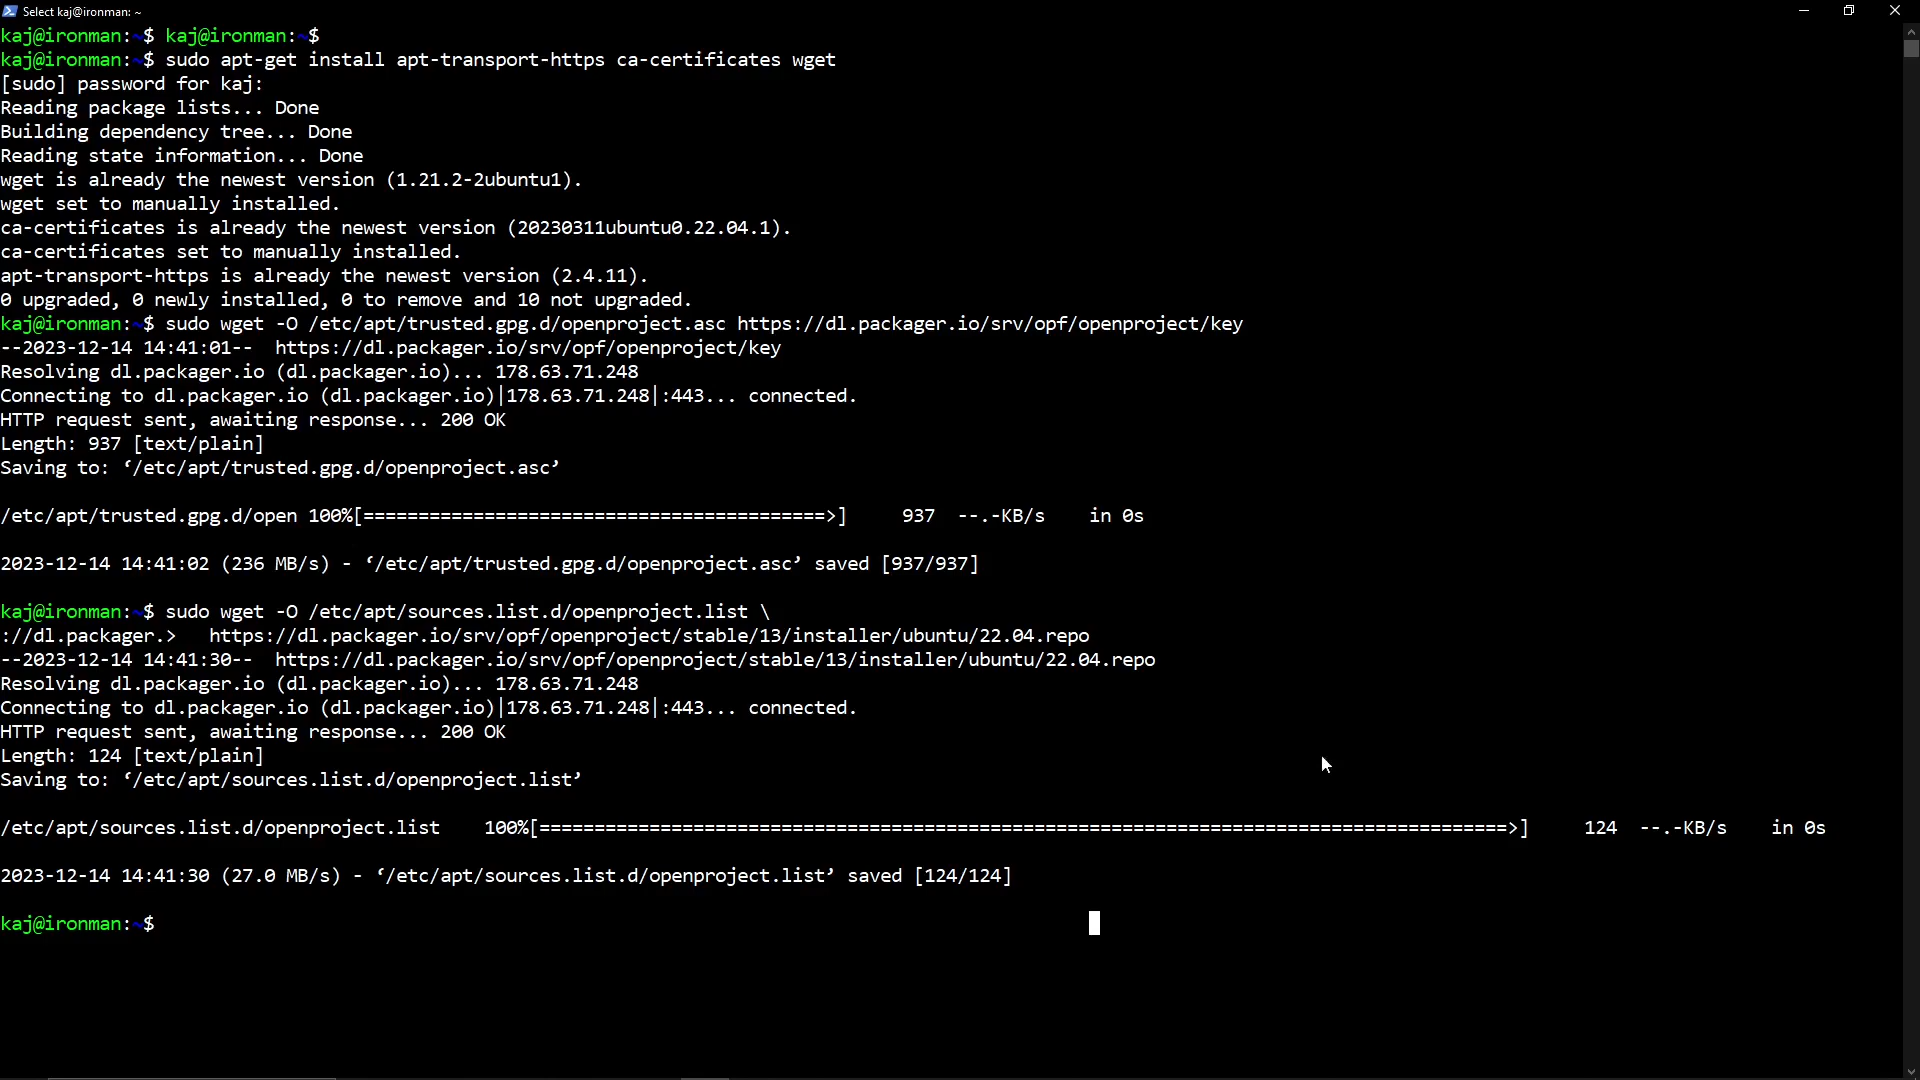 Select kaj@ironman: ~
kaj@ironman:~$ kaj@ironman:~$
kaj@ironman:~$ sudo apt-get install apt-transport-https ca-certificates wget
[sudo] password for kaj:
Reading package lists... Done
Building dependency tree... Done
Reading state information... Done
wget is already the newest version (1.21.2-2ubuntu1).
wget set to manually installed.
ca-certificates is already the newest version (20230311ubuntu0.22.04.1).
ca-certificates set to manually installed.
apt-transport-https is already the newest version (2.4.11).
0 upgraded, 0 newly installed, 0 to remove and 10 not upgraded.
kaj@ironman:~$ sudo wget -O /etc/apt/trusted.gpg.d/openproject.asc https://dl.packager.io/srv/opf/openproject/key
--2023-12-14 14:41:01--  https://dl.packager.io/srv/opf/openproject/key
Resolving dl.packager.io (dl.packager.io)... 178.63.71.248
Connecting to dl.packager.io (dl.packager.io)|178.63.71.248|:443... connected.
HTTP request sent, awaiting response... 200 OK
Length: 937 [text/plain]
Saving to: ‘/etc/apt/trusted.gpg.d/openproject.asc’
/etc/apt/trusted.gpg.d/open 100%[==========================================>]     937  --.-KB/s    in 0s
2023-12-14 14:41:02 (236 MB/s) - ‘/etc/apt/trusted.gpg.d/openproject.asc’ saved [937/937]
kaj@ironman:~$ sudo wget -O /etc/apt/sources.list.d/openproject.list \
://dl.packager.>   https://dl.packager.io/srv/opf/openproject/stable/13/installer/ubuntu/22.04.repo
--2023-12-14 14:41:30--  https://dl.packager.io/srv/opf/openproject/stable/13/installer/ubuntu/22.04.repo
Resolving dl.packager.io (dl.packager.io)... 178.63.71.248
Connecting to dl.packager.io (dl.packager.io)|178.63.71.248|:443... connected.
HTTP request sent, awaiting response... 200 OK
Length: 124 [text/plain]
Saving to: ‘/etc/apt/sources.list.d/openproject.list’
/etc/apt/sources.list.d/openproject.list    100%[========================================================================================>]     124  --.-KB/s    in 0s
2023-12-14 14:41:30 (27.0 MB/s) - ‘/etc/apt/sources.list.d/openproject.list’ saved [124/124]
kaj@ironman:~$